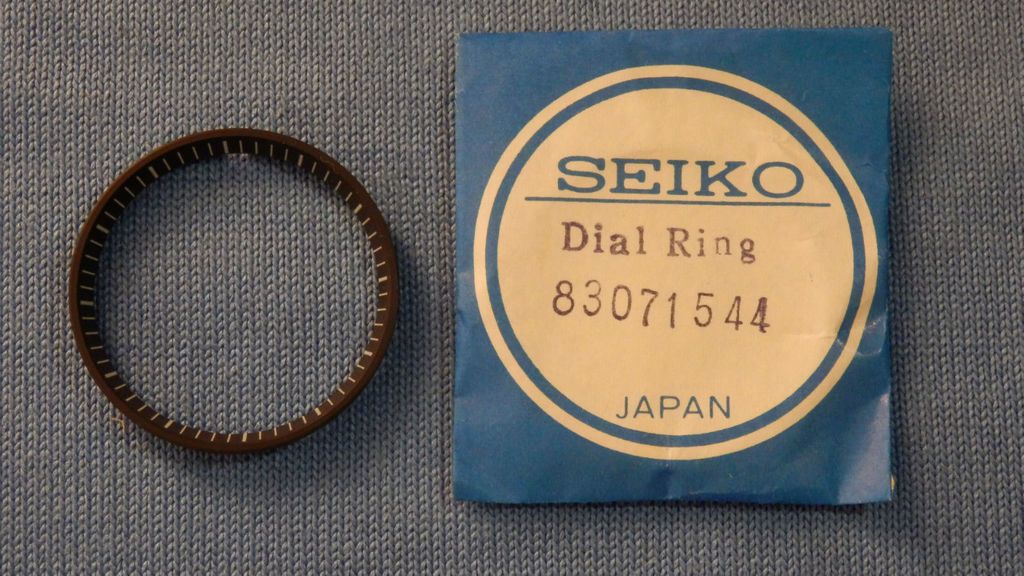 SEIKO
Dial Ring
83071544
JAPAN